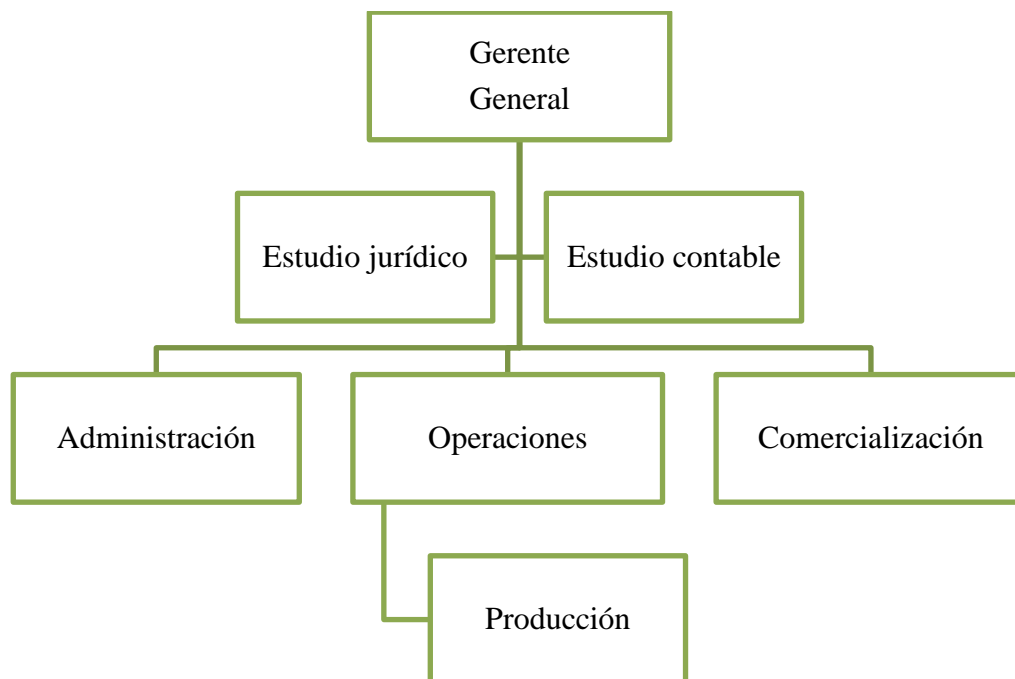 Gerente
General
Estudio jurídico
Estudio contable
Administración
Operaciones
Comercialización
Producción